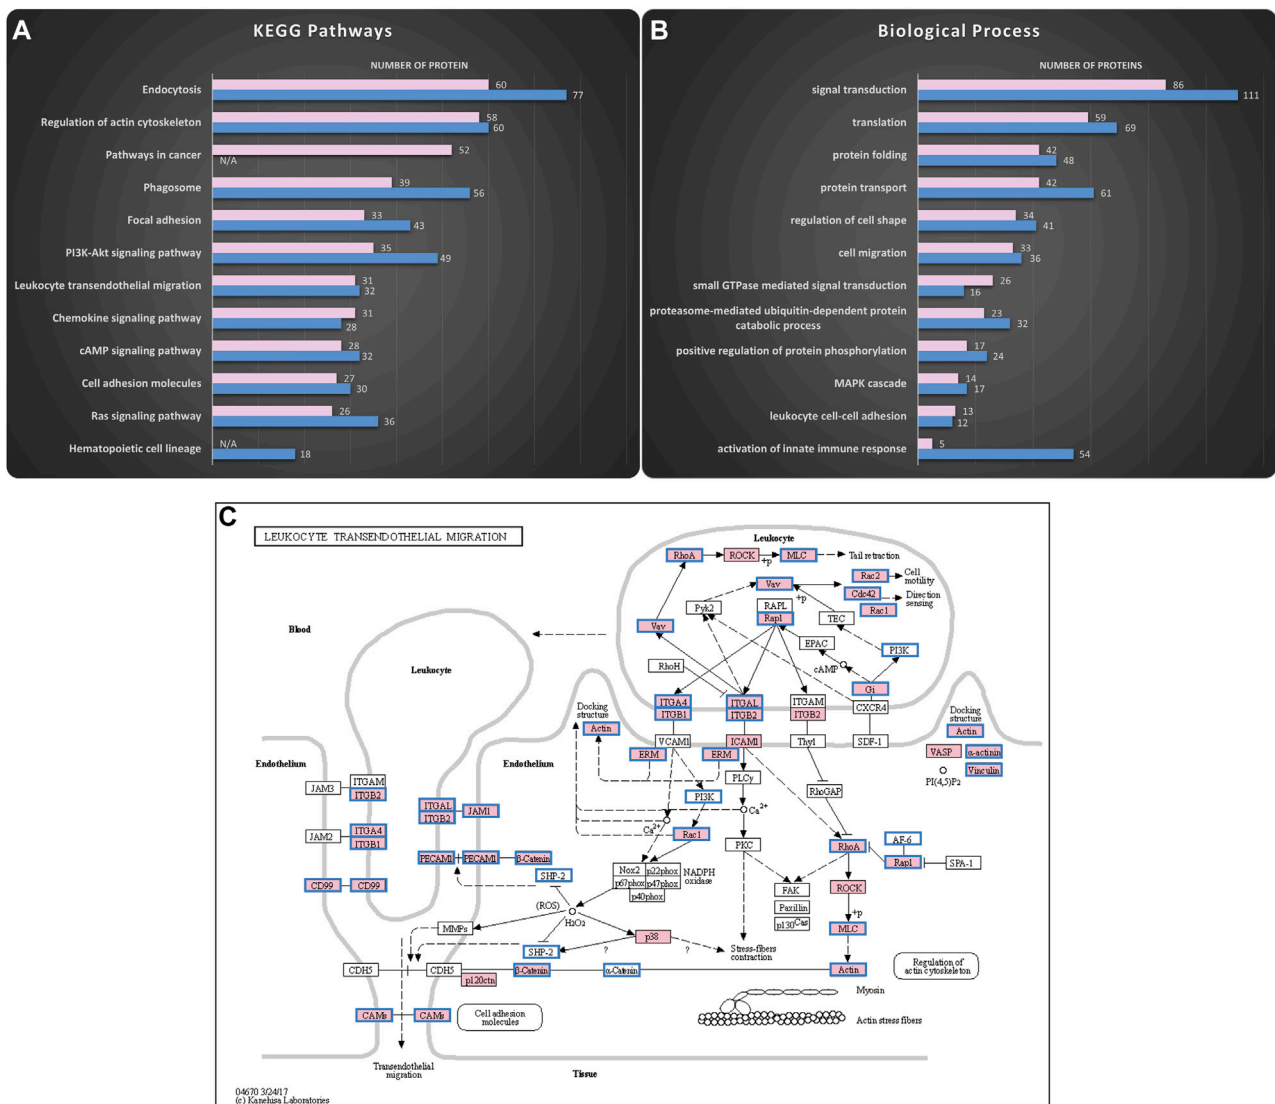 A
KEGG Pathways
NUMBER OF PROTEIN
Endocytosis
60
77
Regulation of actin cytoskeleton
58
60
Pathways in cancer
52
N/A
Phagosome
39
56
Focal adhesion
33
43
PI3K-Akt signaling pathway
35
49
Leukocyte transendothelial migration
31
32
Chemokine signaling pathway
31
28
cAMP signaling pathway
28
32
Cell adhesion molecules
27
30
Ras signaling pathway
26
36
Hematopoietic cell lineage
N/A
18
B
Biological Process
NUMBER OF PROTEINS
signal transduction
86
111
translation
59
69
protein folding
42
48
protein transport
42
61
regulation of cell shape
34
41
cell migration
33
36
small GTPase mediated signal transduction
26
16
proteasome-mediated ubiquitin-dependent protein
catabolic process
23
32
positive regulation of protein phosphorylation
17
24
MAPK cascade
14
17
leukocyte cell-cell adhesion
13
12
activation of innate immune response
5
54
C
LEUKOCYTE TRANSENDOTHELIAL MIGRATION
Leukocyte
RhoA
ROCK
+p
MLC
Tail retraction
Vav
Rac2
Cell
motility
Cdc42
Direction
sensing
Rac1
Pyk2
RAPL
+p
Rap1
TEC
Vav
EPAC
PI3K
RhoH
cAMP
Gi
Blood
Leukocyte
ITGA4
ITGB1
ITGAL
ITGB2
ITGAM
ITGB2
CXCR4
Docking
structure
Actin
Docking
structure
Actin
VCAM1
ICAM1
Thy1
SDF-1
ERM
ERM
VASP
α-actinin
PI(4,5)P2
Vinculin
Endothelium
Endothelium
PLCγ
RhoGAP
PI3K
Ca2+
Ca2+
JAM3
ITGAM
ITGB2
ITGAL
ITGB2
JAM1
JAM2
ITGA4
ITGB1
Rac1
PKC
RhoA
AF-6
Rap1
SPA-1
PECAM1
PECAM1
β-Catenin
SHP-2
Nox2
p22phox
p67phox
p47phox
p40phox
NADPH
oxidase
CD99
CD99
FAK
Paxillin
p130Cas
ROCK
+p
(ROS)
H2O2
MMPs
p38
MLC
SHP-2
?
?
Stress-fibers
contraction
CDH5
CDH5
p120ctn
β-Catenin
α-Catenin
Actin
Regulation of
actin cytoskeleton
CAMs
CAMs
Cell adhesion
molecules
Myosin
Actin stress fibers
Transendothelial
migration
Tissue
04670 3/24/17
(c) Kanehisa Laboratories